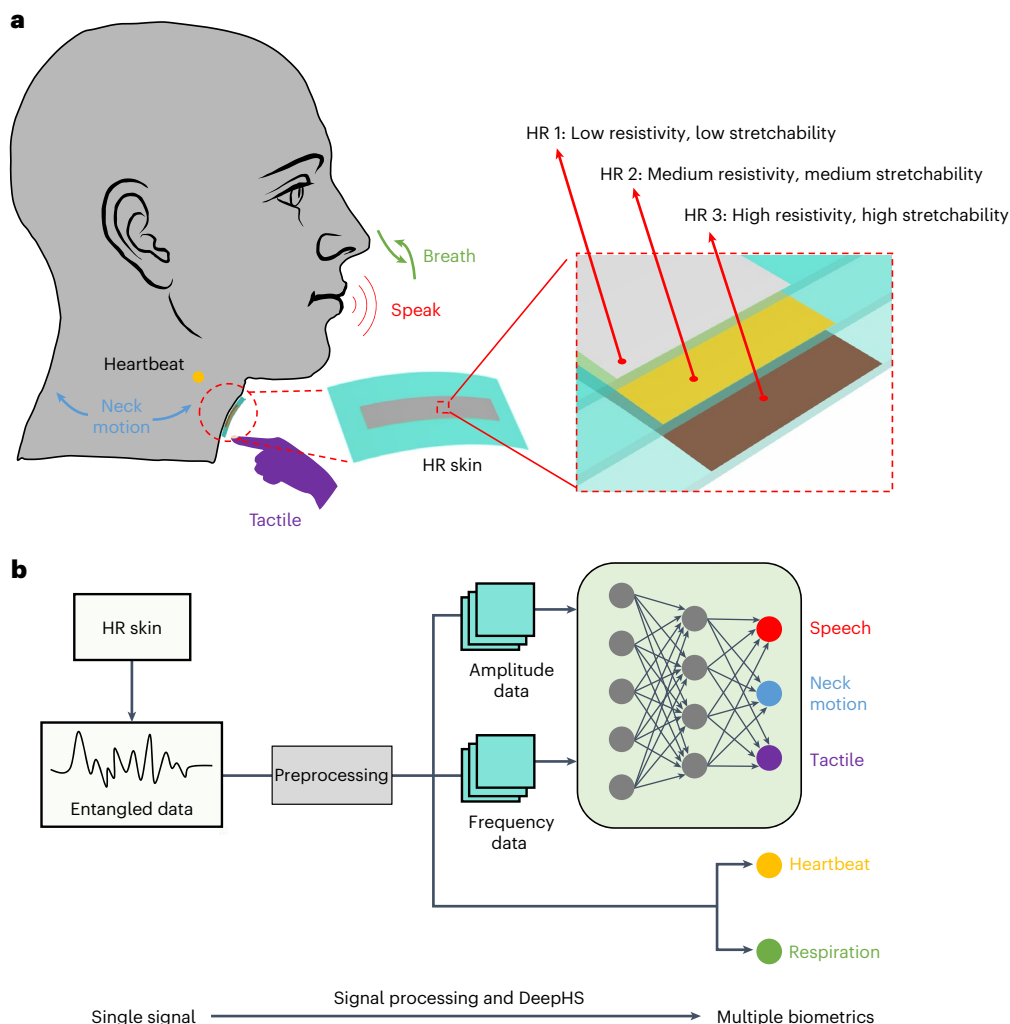 a
HR 1: Low resistivity, low stretchability
HR 2: Medium resistivity, medium stretchability
HR 3: High resistivity, high stretchability
Breath
Speak
Heartbeat
Neck
motion
HR skin
Tactile
b
HR skin
Entangled data
Preprocessing
Amplitude
data
Frequency
data
Speech
Neck
motion
Tactile
Heartbeat
Respiration
Signal processing and DeepHS
Single signal
Multiple biometrics